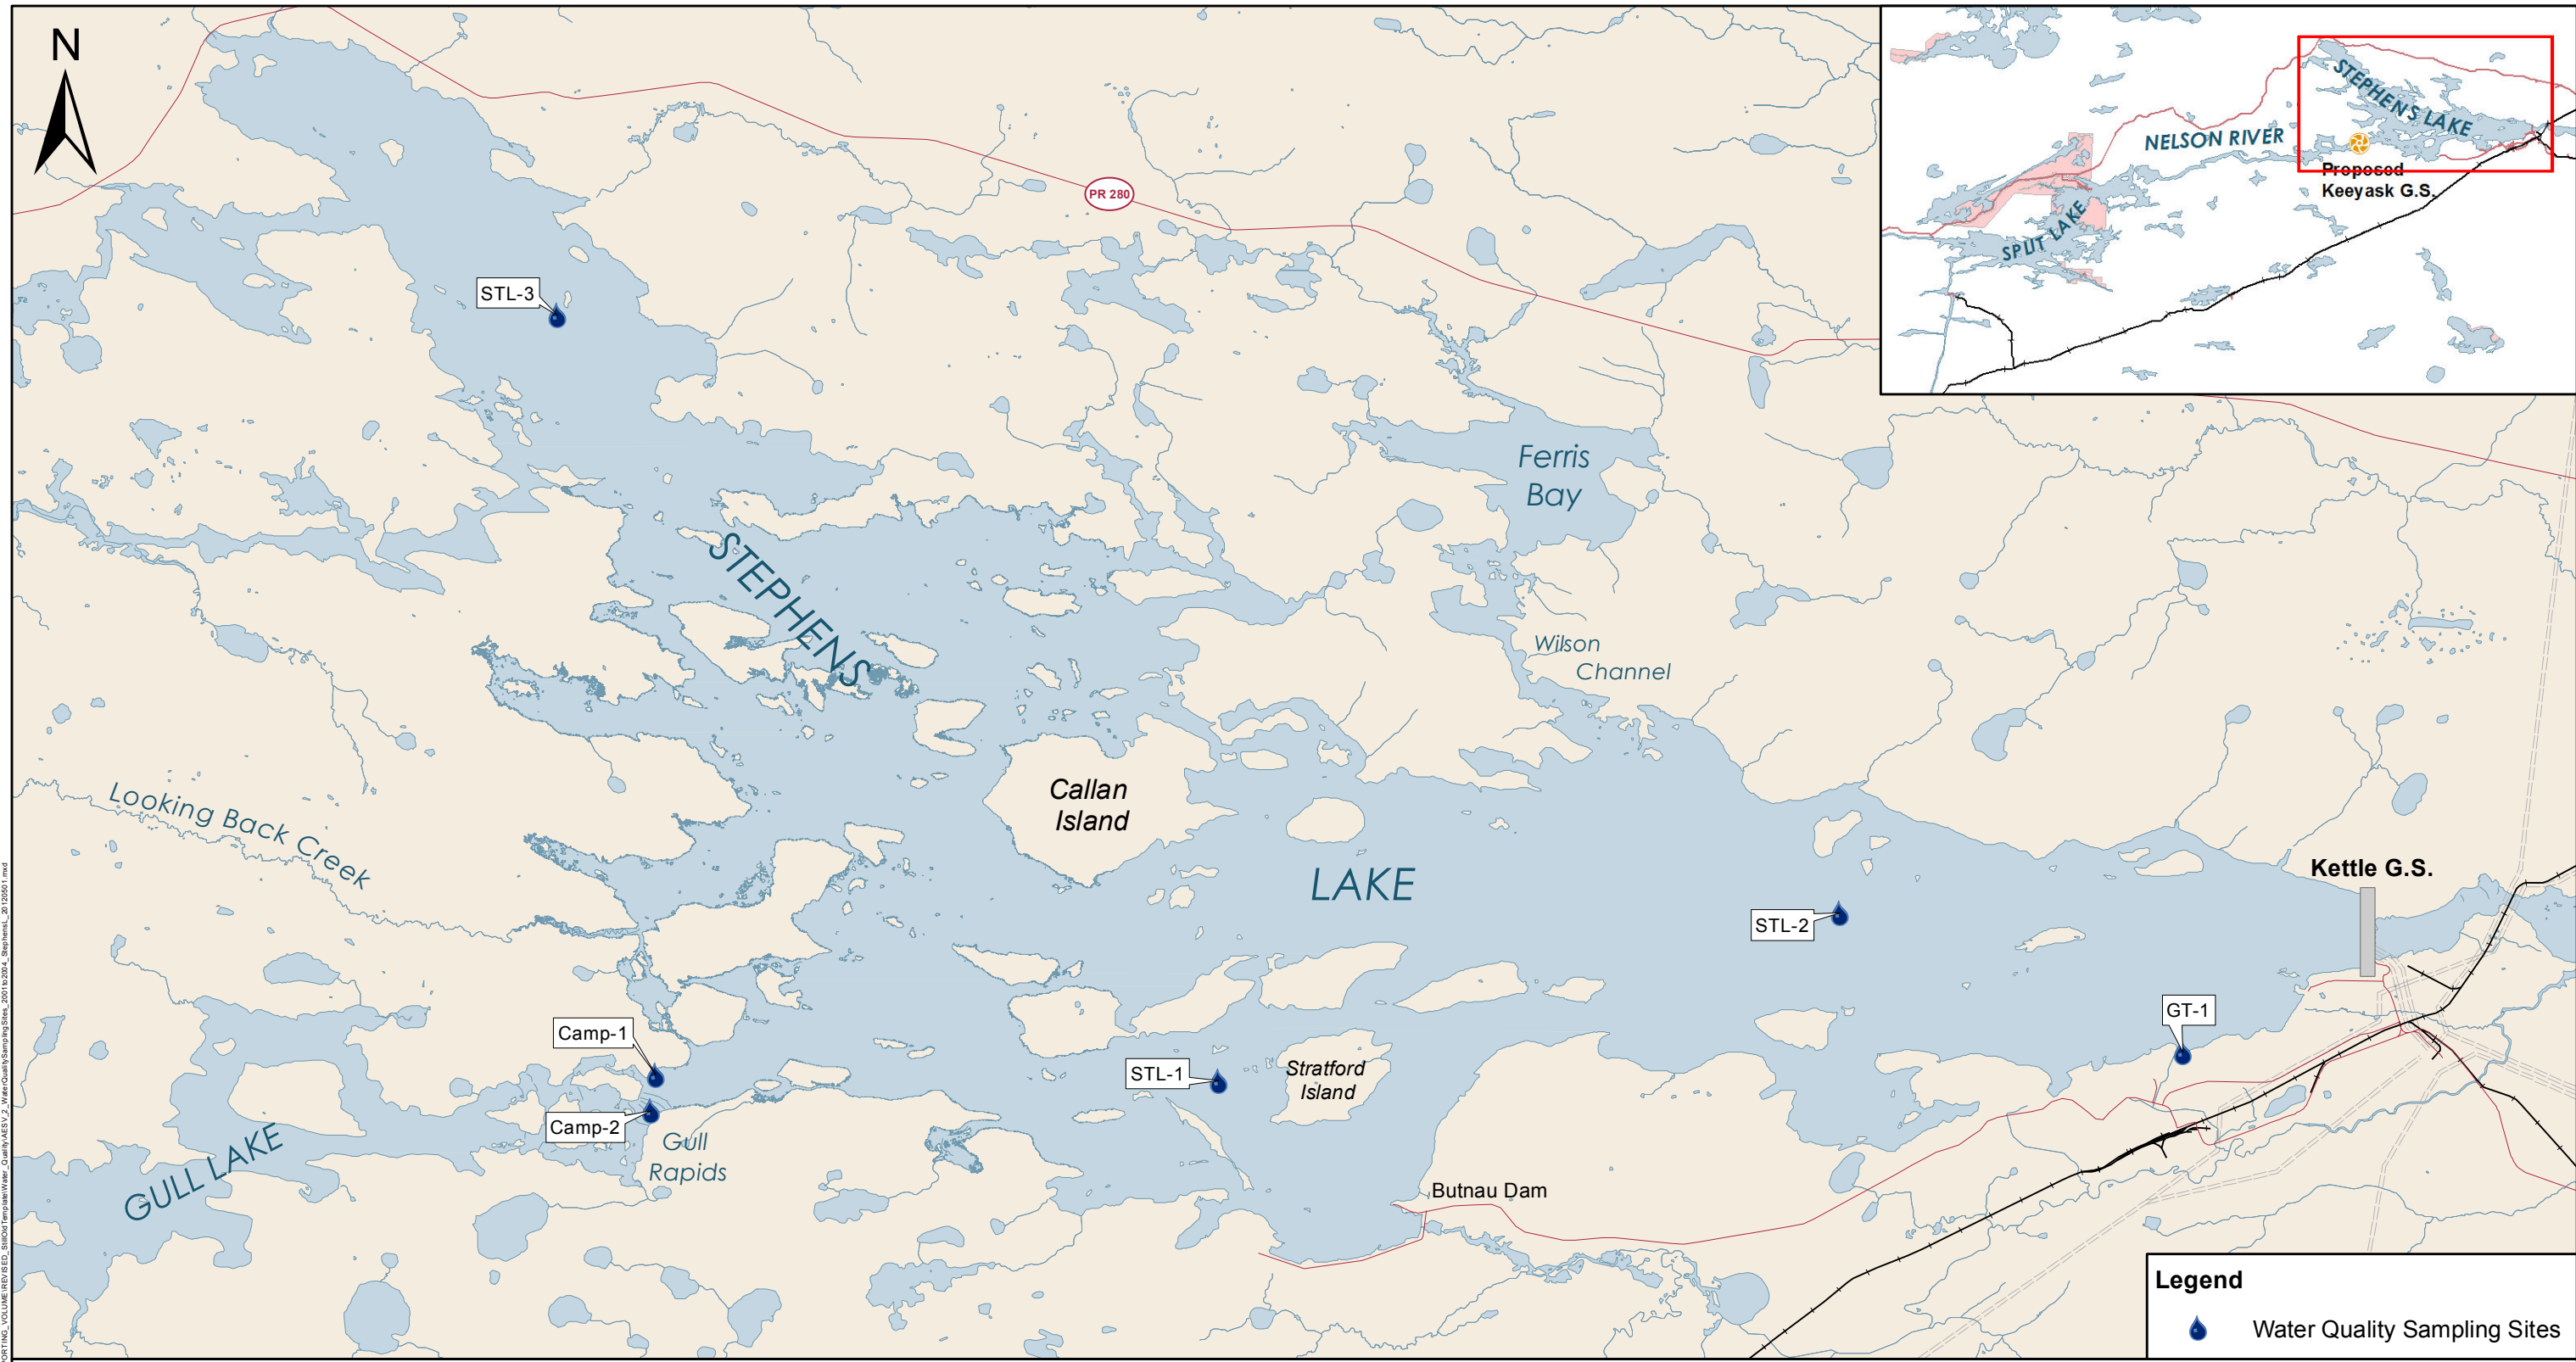 N
PR 280
STL-3
STEPHENS LAKE
NELSON RIVER
Proposed
Keeyask G.S.
SPLIT LAKE
Ferris
Bay
STEPHENS
Wilson
Channel
Callan
Island
Looking Back Creek
LAKE
Kettle G.S.
STL-2
GT-1
Camp-1
STL-1
Stratford
Island
Camp-2
Gull
Rapids
GULL LAKE
Butnau Dam
Legend
Water Quality Sampling Sites